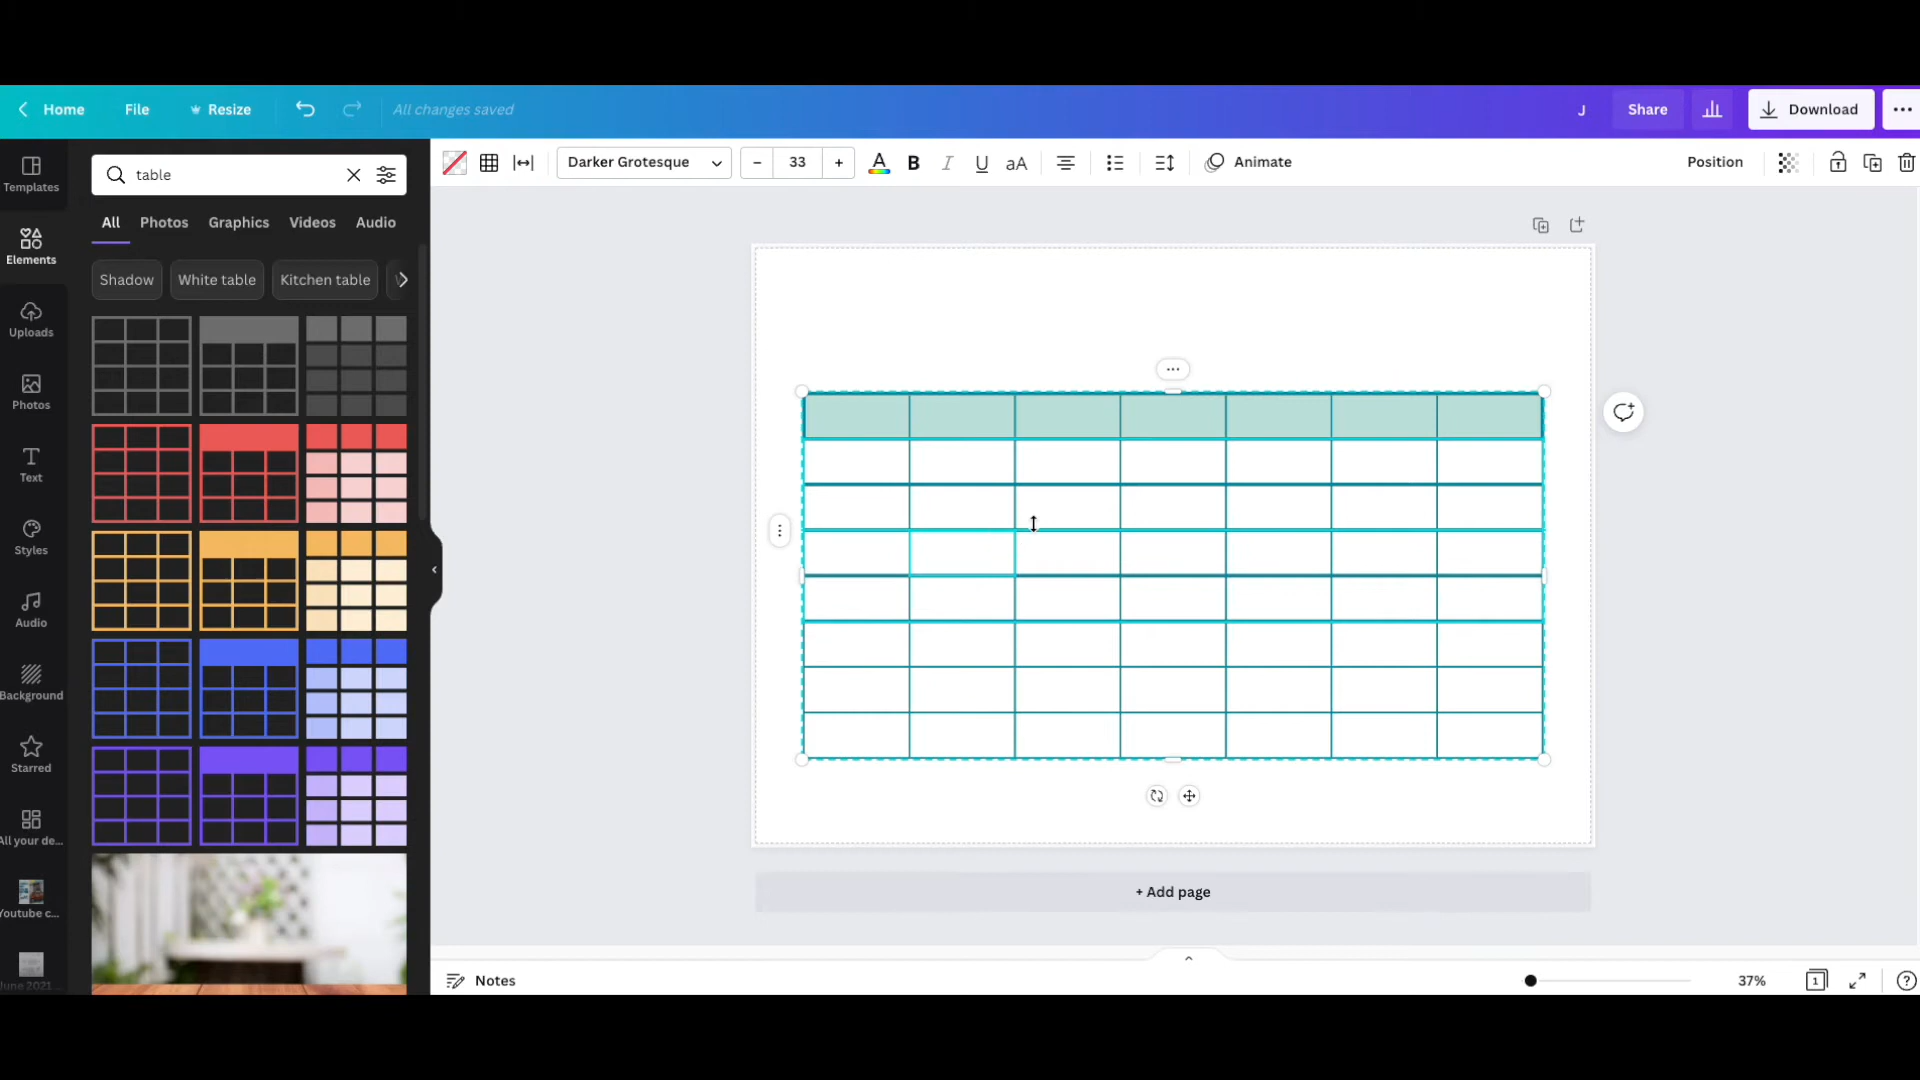 Home File Resize All changes saved J Share Download
Templates
Elements
Uploads
Photos
Text
Styles
Audio
Background
Starred
All your de...
Youtube c...
June 2021 ...
table
All Photos Graphics Videos Audio
Shadow White table Kitchen table
Darker Grotesque - 33 + A B I U aA Animate Position
+ Add page
Notes 37% 1 ?